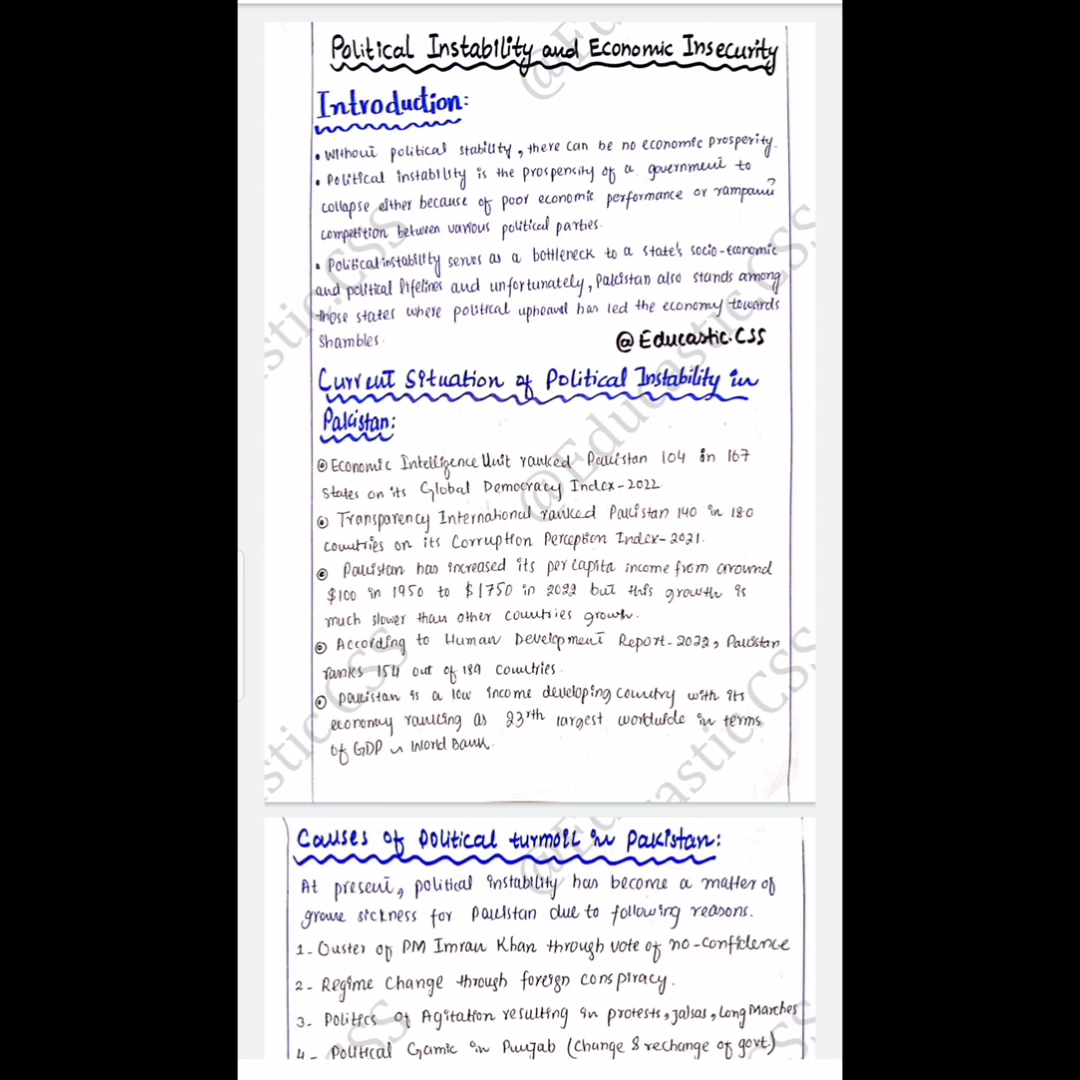 Political Instability and Economic Insecurity
Introduction:
• Without political stability, there can be no economic prosperity.
• Political instability is the propensity of a government to
collapse either because of poor economic performance or rampant
competition between various political parties.
• Political instability serves as a bottleneck to a state's socio-economic
and political lifelines and unfortunately, Pakistan also stands among
those states where political upheaval has led the economy towards
Shambles.
@Educastic.CSS
Current Situation of Political Instability in
Pakistan:
⊙ Economic Intelligence Unit ranked Pakistan 104 in 167
States on its Global Democracy Index-2022.
⊙ Transparency International ranked Pakistan 140 in 180
countries on its Corruption Perception Index-2021.
⊙ Pakistan has increased its per capita income from around
$100 in 1950 to $1750 in 2022 but this growth is
much slower than other countries growth.
⊙ According to Human Development Report-2022, Pakistan
ranks 154 out of 189 countries.
⊙ Pakistan is a low income developing country with its
economy ranking as 23rth largest worldwide in terms
of GDP ~ World Bank.
Causes of political turmoil in Pakistan:
At present, political instability has become a matter of
grave sickness for Pakistan due to following reasons.
1- Ouster of PM Imran Khan through vote of no-confidence
2- Regime Change through foreign conspiracy.
3- Politics of Agitation resulting in protests, jalsas, Long Marches
4- Political Gamic in Punjab (change & rechange of govt.)
@Educastic.CSS